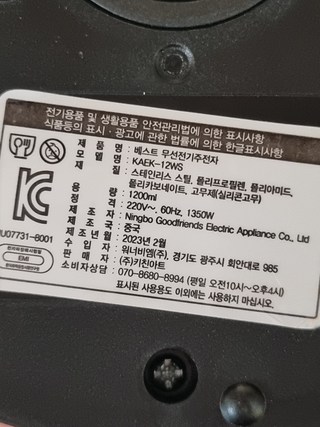 전기용품 및 생활용품 안전관리법에 의한 표시사항
식품등의 표시·광고에 관한 법률에 의한 한글표시사항
제 품 명 : 베스트 무선전기주전자
모 델 명 : KAEK-12WS
재 질 : 스테인리스 스틸, 폴리프로필렌, 폴리아미드,
폴리카보네이트, 고무제(실리콘고무)
용 량 : 1200ml
정 격 : 220V~, 60Hz, 1350W
제 조 자 : Ningbo Goodfriends Electric Appliance Co., Ltd
제 조 국 : 중국
제조년월 : 2023년 2월
수 입 원 : 워너비엠(주), 경기도 광주시 회안대로 985
판 매 원 : (주)키친아트
소비자상담 : 070-8680-8994 (평일 오전10시~오후4시)
표시된 사용용도 이외에는 사용하지 마십시오.
KC
U07731-8001
EMI